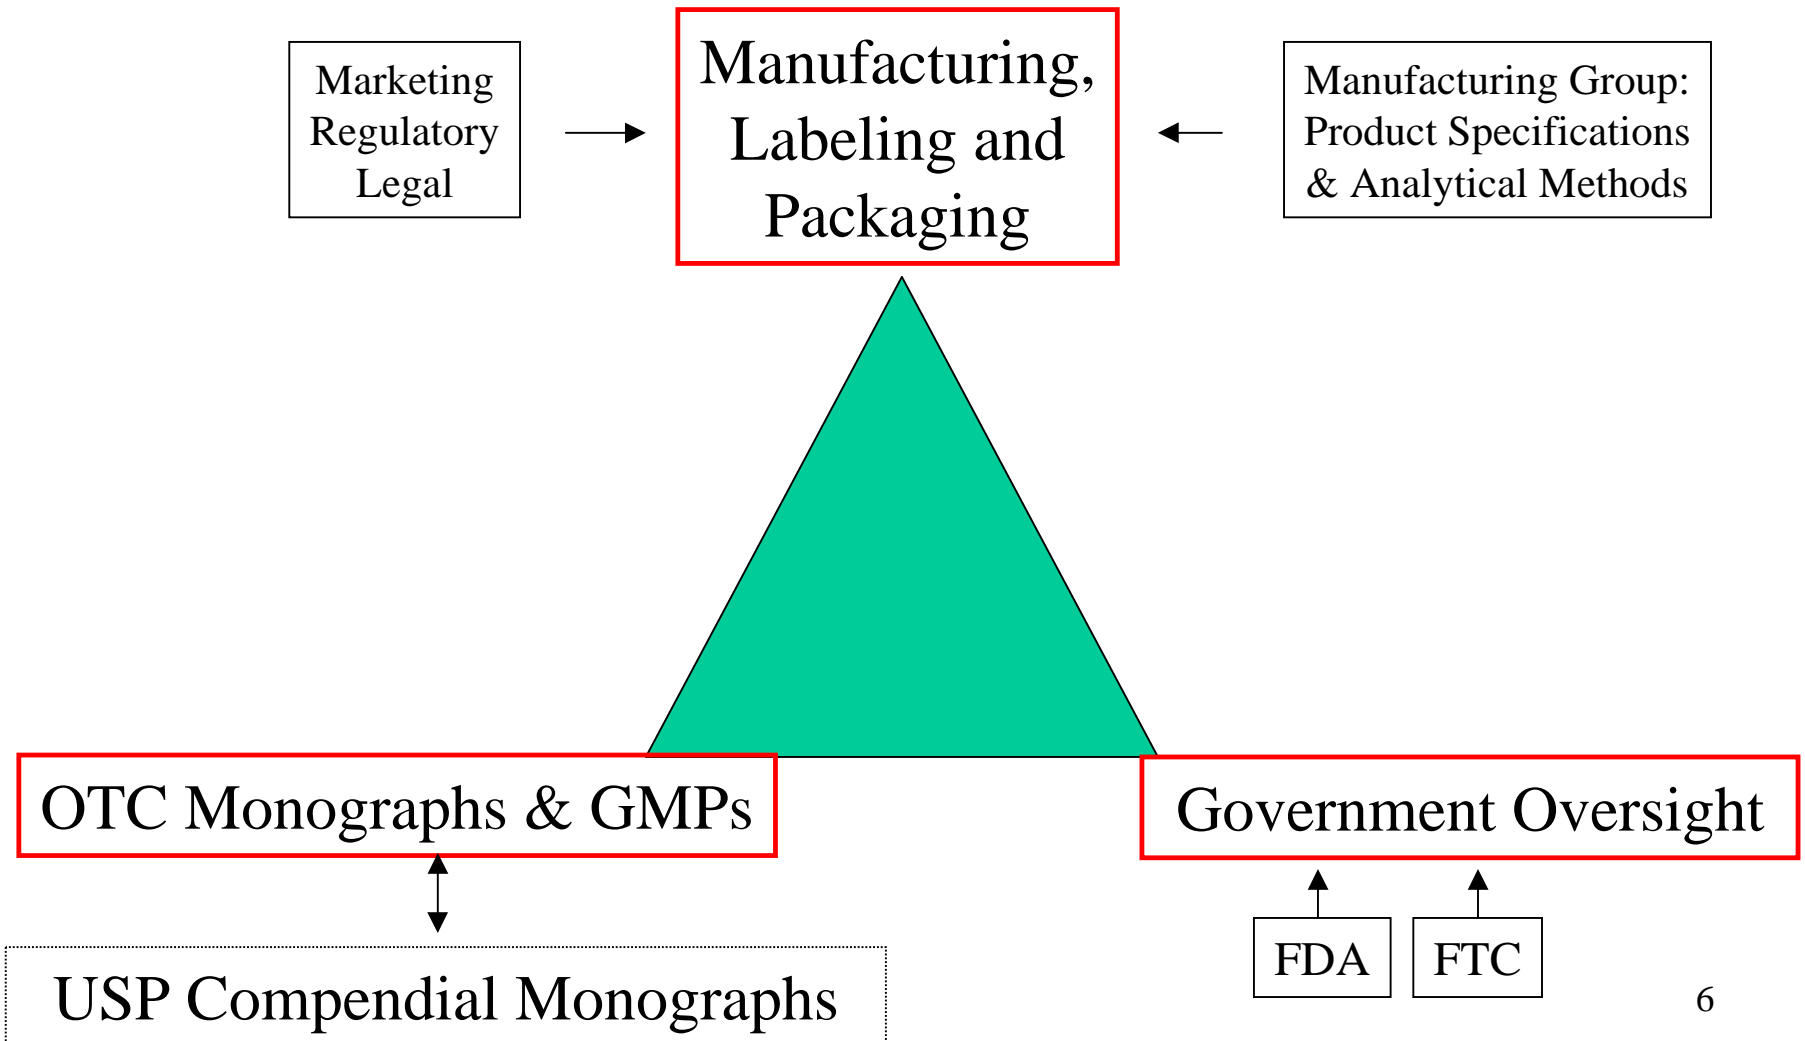 Marketing
Regulatory
Legal
Manufacturing,
Labeling and
Packaging
Manufacturing Group:
Product Specifications
& Analytical Methods
OTC Monographs & GMPs
Government Oversight
USP Compendial Monographs
FDA
FTC
6